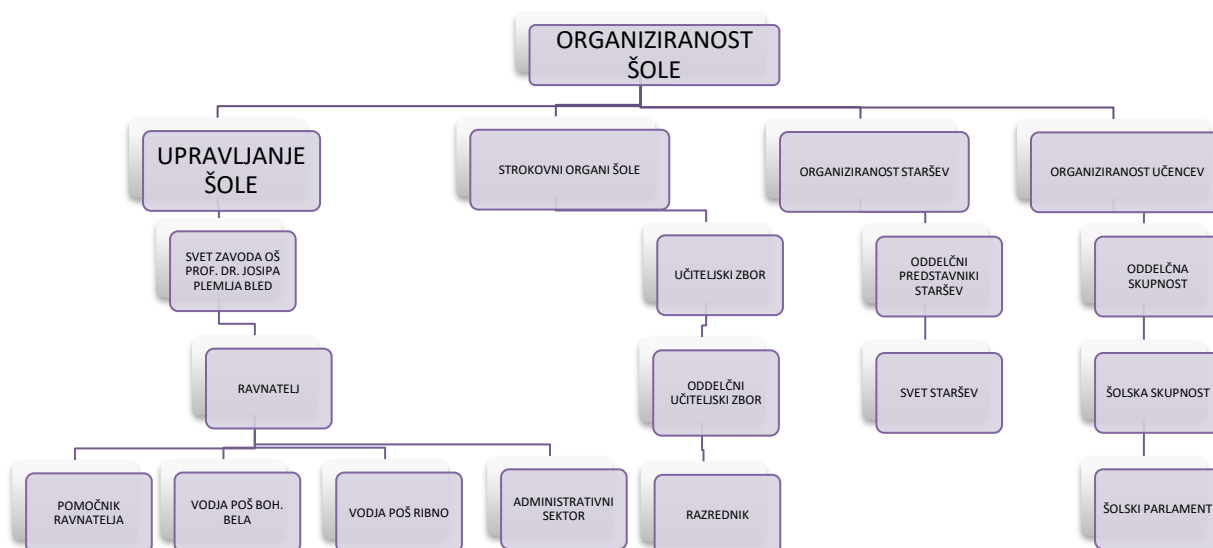 ORGANIZIRANOST
ŠOLE
UPRAVLJANJE
ŠOLE
STROKOVNI ORGANI ŠOLE
ORGANIZIRANOST STARŠEV
ORGANIZIRANOST UČENCEV
SVET ZAVODA OŠ
PROF. DR. JOSIPA
PLEMLJA BLED
UČITELJSKI ZBOR
ODDELČNI
PREDSTAVNIKI
STARŠEV
ODDELČNA
SKUPNOST
RAVNATELJ
ODDELČNI
UČITELJSKI ZBOR
SVET STARŠEV
ŠOLSKA SKUPNOST
POMOČNIK
RAVNATELJA
VODJA POŠ BOH.
BELA
VODJA POŠ RIBNO
ADMINISTRATIVNI
SEKTOR
RAZREDNIK
ŠOLSKI PARLAMENT